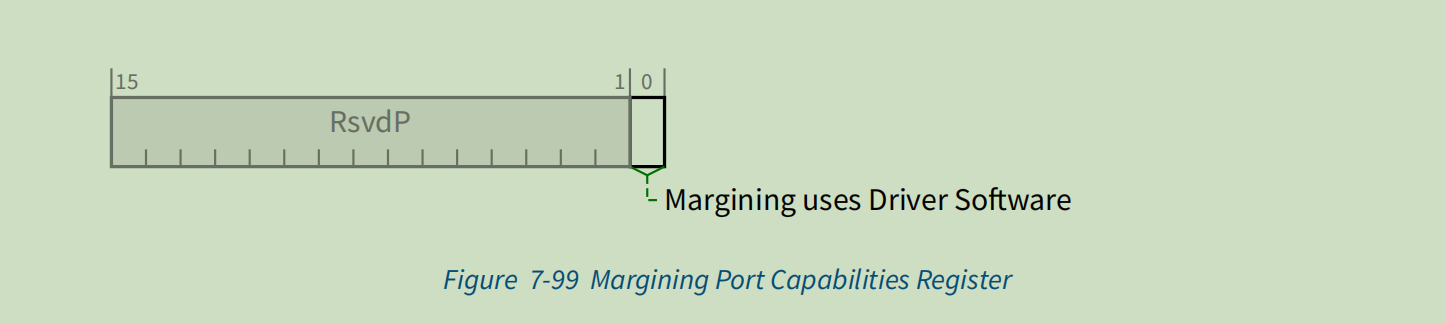 15 1 0
RsvdP
Margining uses Driver Software
Figure 7-99 Margining Port Capabilities Register